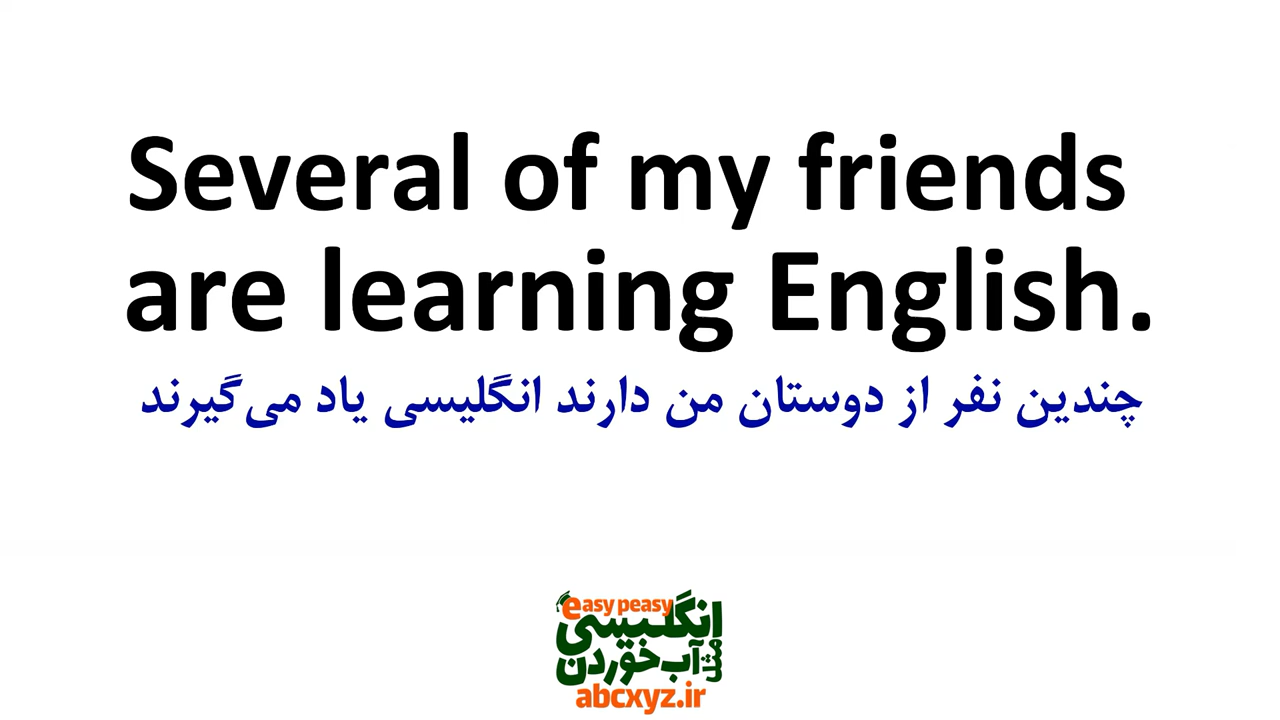 Several of my friends
are learning English.
چندین نفر از دوستان من دارند انگلیسی یاد می‌گیرند
easy peasy
انگلیسی
مثل آب خوردن
abcxyz.ir